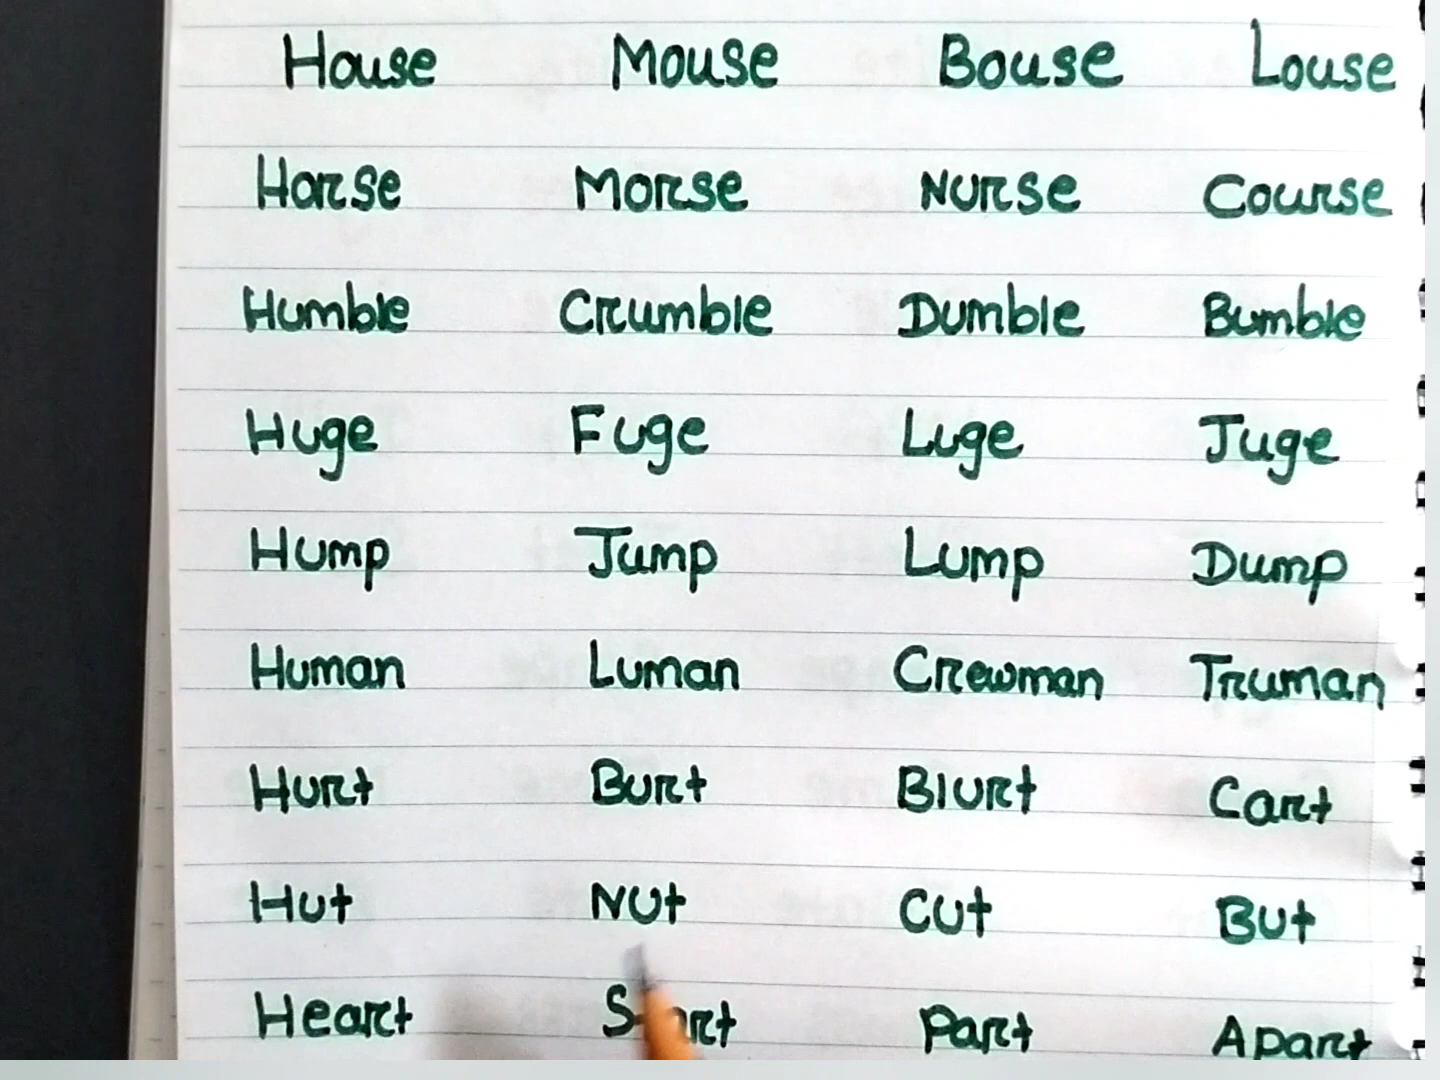 House Mouse Bouse Louse
Horse Morse Nurse Course
Humble Crumble Dumble Bumble
Huge Fuge Luge Juge
Hump Jump Lump Dump
Human Luman Crewman Truman
Hurt Burt Blurt Cart
Hut Nut Cut But
Heart Part Apart